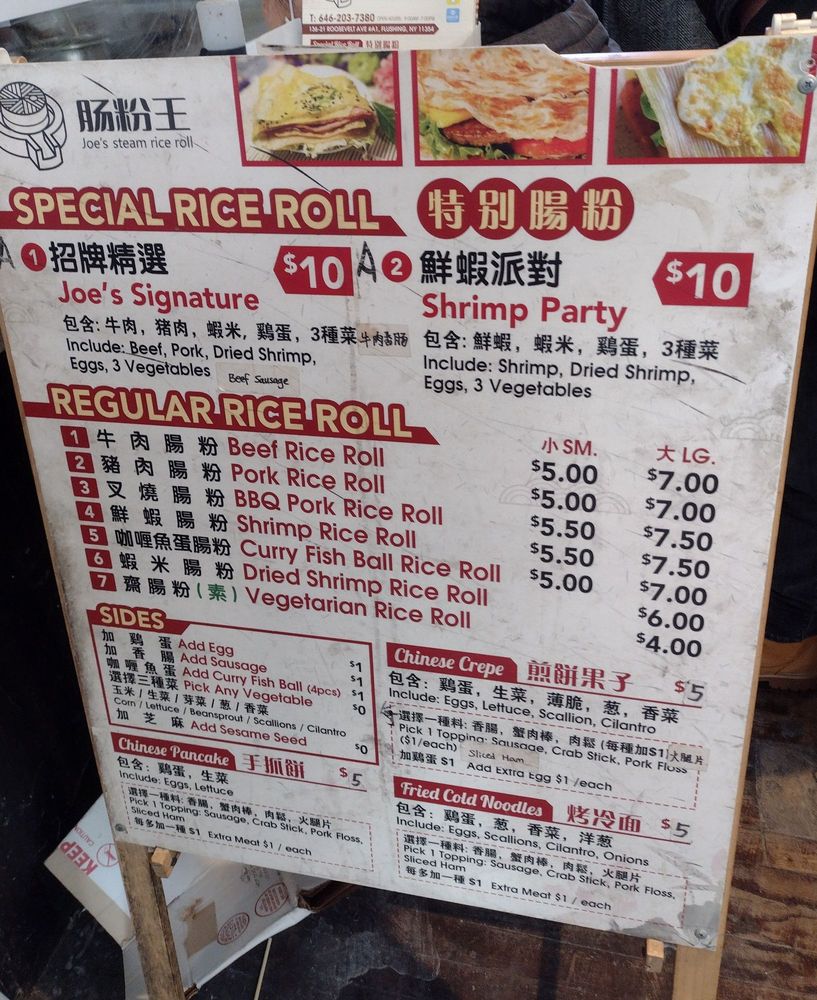 T: 646-203-7380
136-21 ROOSEVELT AVE #A1, FLUSHING, NY 11354
Special Rice Roll 特别腸粉
肠粉王
Joe's steam rice roll
SPECIAL RICE ROLL 特别腸粉
A 1 招牌精選 $10
Joe's Signature
包含: 牛肉, 猪肉, 蝦米, 鷄蛋, 3種菜 牛肉香肠
Include: Beef, Pork, Dried Shrimp,
Eggs, 3 Vegetables Beef Sausage
A 2 鮮蝦派對 $10
Shrimp Party
包含: 鮮蝦, 蝦米, 鷄蛋, 3種菜
Include: Shrimp, Dried Shrimp,
Eggs, 3 Vegetables
REGULAR RICE ROLL
小 SM. 大 LG.
1 牛肉腸粉 Beef Rice Roll $5.00 $7.00
2 豬肉腸粉 Pork Rice Roll $5.00 $7.00
3 叉燒腸粉 BBQ Pork Rice Roll $5.50 $7.50
4 鮮蝦腸粉 Shrimp Rice Roll $5.50 $7.50
5 咖喱魚蛋腸粉 Curry Fish Ball Rice Roll $5.00 $7.00
6 蝦米腸粉 Dried Shrimp Rice Roll $6.00
7 齋腸粉(素) Vegetarian Rice Roll $4.00
SIDES
加鷄蛋 Add Egg $1
加香腸 Add Sausage $1
咖喱魚蛋 Add Curry Fish Ball (4pcs) $1
選擇三種菜 Pick Any Vegetable $0
玉米 / 生菜 / 芽菜 / 葱 / 香菜
Corn / Lettuce / Beansprout / Scallions / Cilantro
加芝麻 Add Sesame Seed $0
Chinese Pancake 手抓餅 $5
包含: 鷄蛋, 生菜
Include: Eggs, Lettuce
選擇一種料: 香腸, 蟹肉棒, 肉鬆, 火腿片
Pick 1 Topping: Sausage, Crab Stick, Pork Floss,
Sliced Ham
每多加一種 $1 Extra Meat $1 / each
Chinese Crepe 煎餅果子 $5
包含: 鷄蛋, 生菜, 薄脆, 葱, 香菜
Include: Eggs, Lettuce, Scallion, Cilantro
選擇一種料: 香腸, 蟹肉棒, 肉鬆 (每種加$1) 火腿片
Pick 1 Topping: Sausage, Crab Stick, Pork Floss
($1/each) Sliced Ham
加鷄蛋 $1 Add Extra Egg $1 /each
Fried Cold Noodles 烤冷面 $5
包含: 鷄蛋, 葱, 香菜, 洋葱
Include: Eggs, Scallions, Cilantro, Onions
選擇一種料: 香腸, 蟹肉棒, 肉鬆, 火腿片
Pick 1 Topping: Sausage, Crab Stick, Pork Floss,
Sliced Ham
每多加一種 $1 Extra Meat $1 / each
KEEP
CAUTION